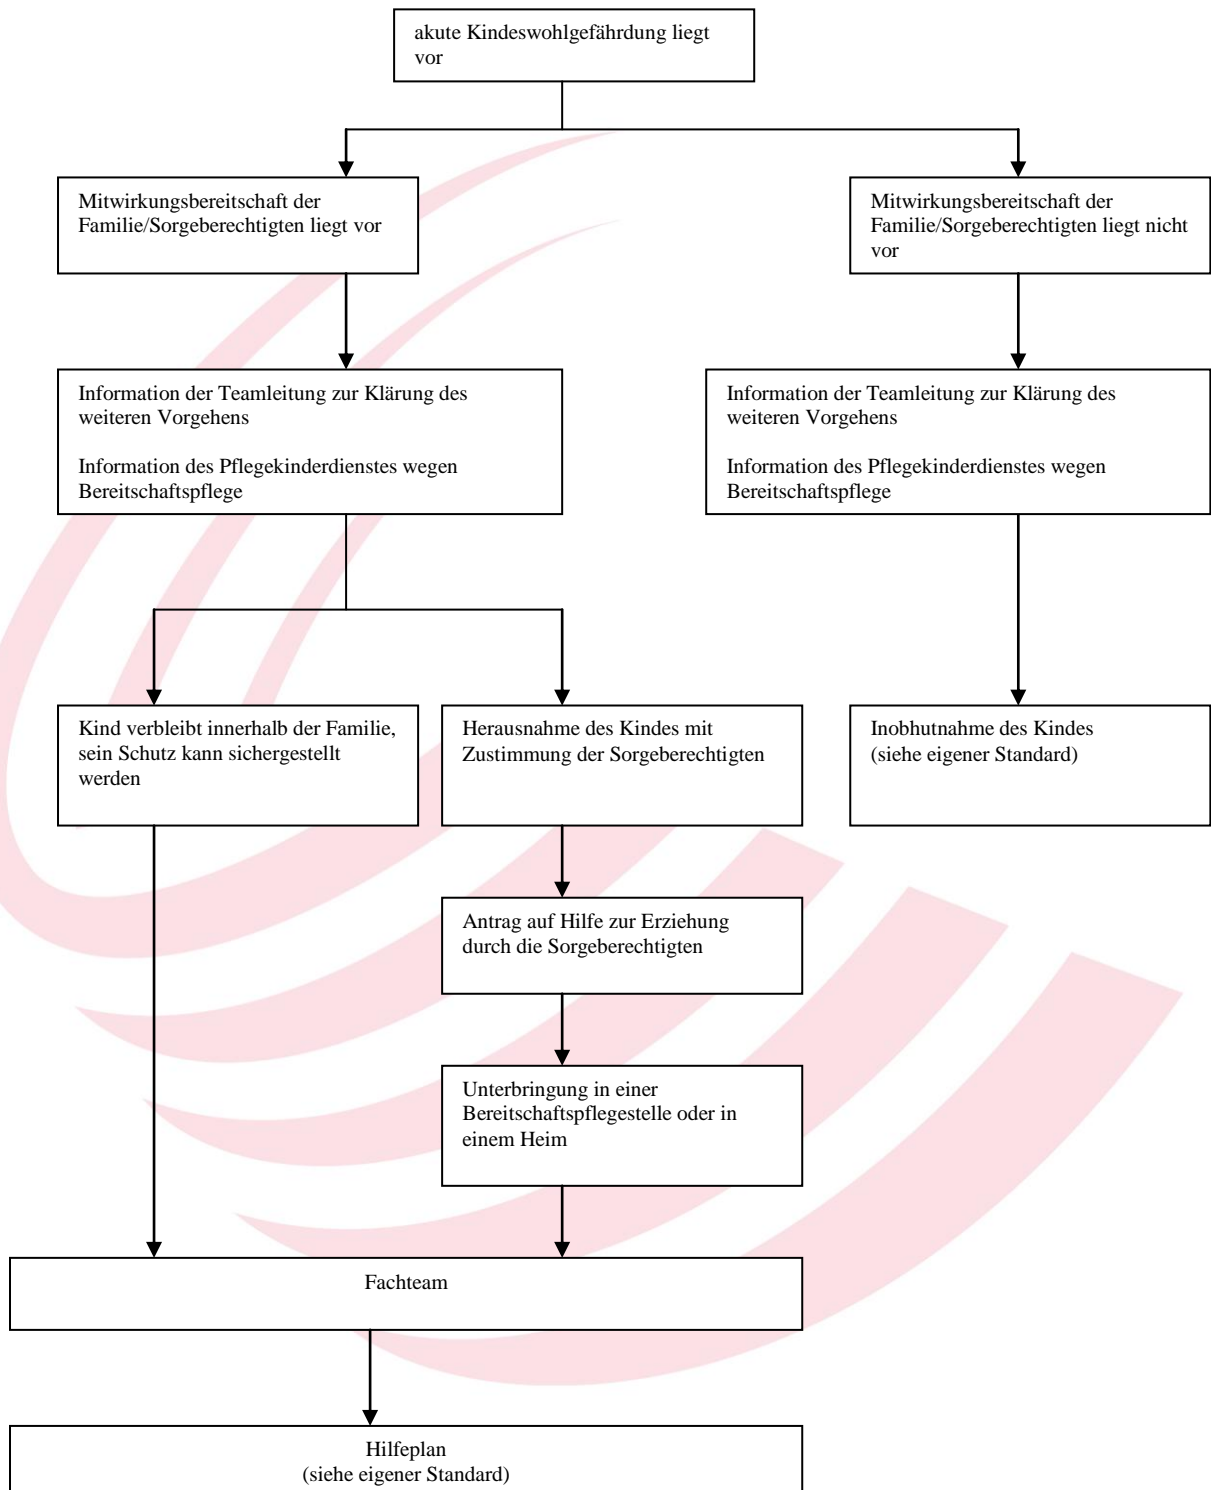 akute Kindeswohlgefährdung liegt
vor
Mitwirkungsbereitschaft der
Familie/Sorgeberechtigten liegt vor
Mitwirkungsbereitschaft der
Familie/Sorgeberechtigten liegt nicht
vor
Information der Teamleitung zur Klärung des
weiteren Vorgehens
Information des Pflegekinderdienstes wegen
Bereitschaftspflege
Information der Teamleitung zur Klärung des
weiteren Vorgehens
Information des Pflegekinderdienstes wegen
Bereitschaftspflege
Kind verbleibt innerhalb der Familie,
sein Schutz kann sichergestellt
werden
Herausnahme des Kindes mit
Zustimmung der Sorgeberechtigten
Inobhutnahme des Kindes
(siehe eigener Standard)
Antrag auf Hilfe zur Erziehung
durch die Sorgeberechtigten
Unterbringung in einer
Bereitschaftspflegestelle oder in
einem Heim
Fachteam
Hilfeplan
(siehe eigener Standard)